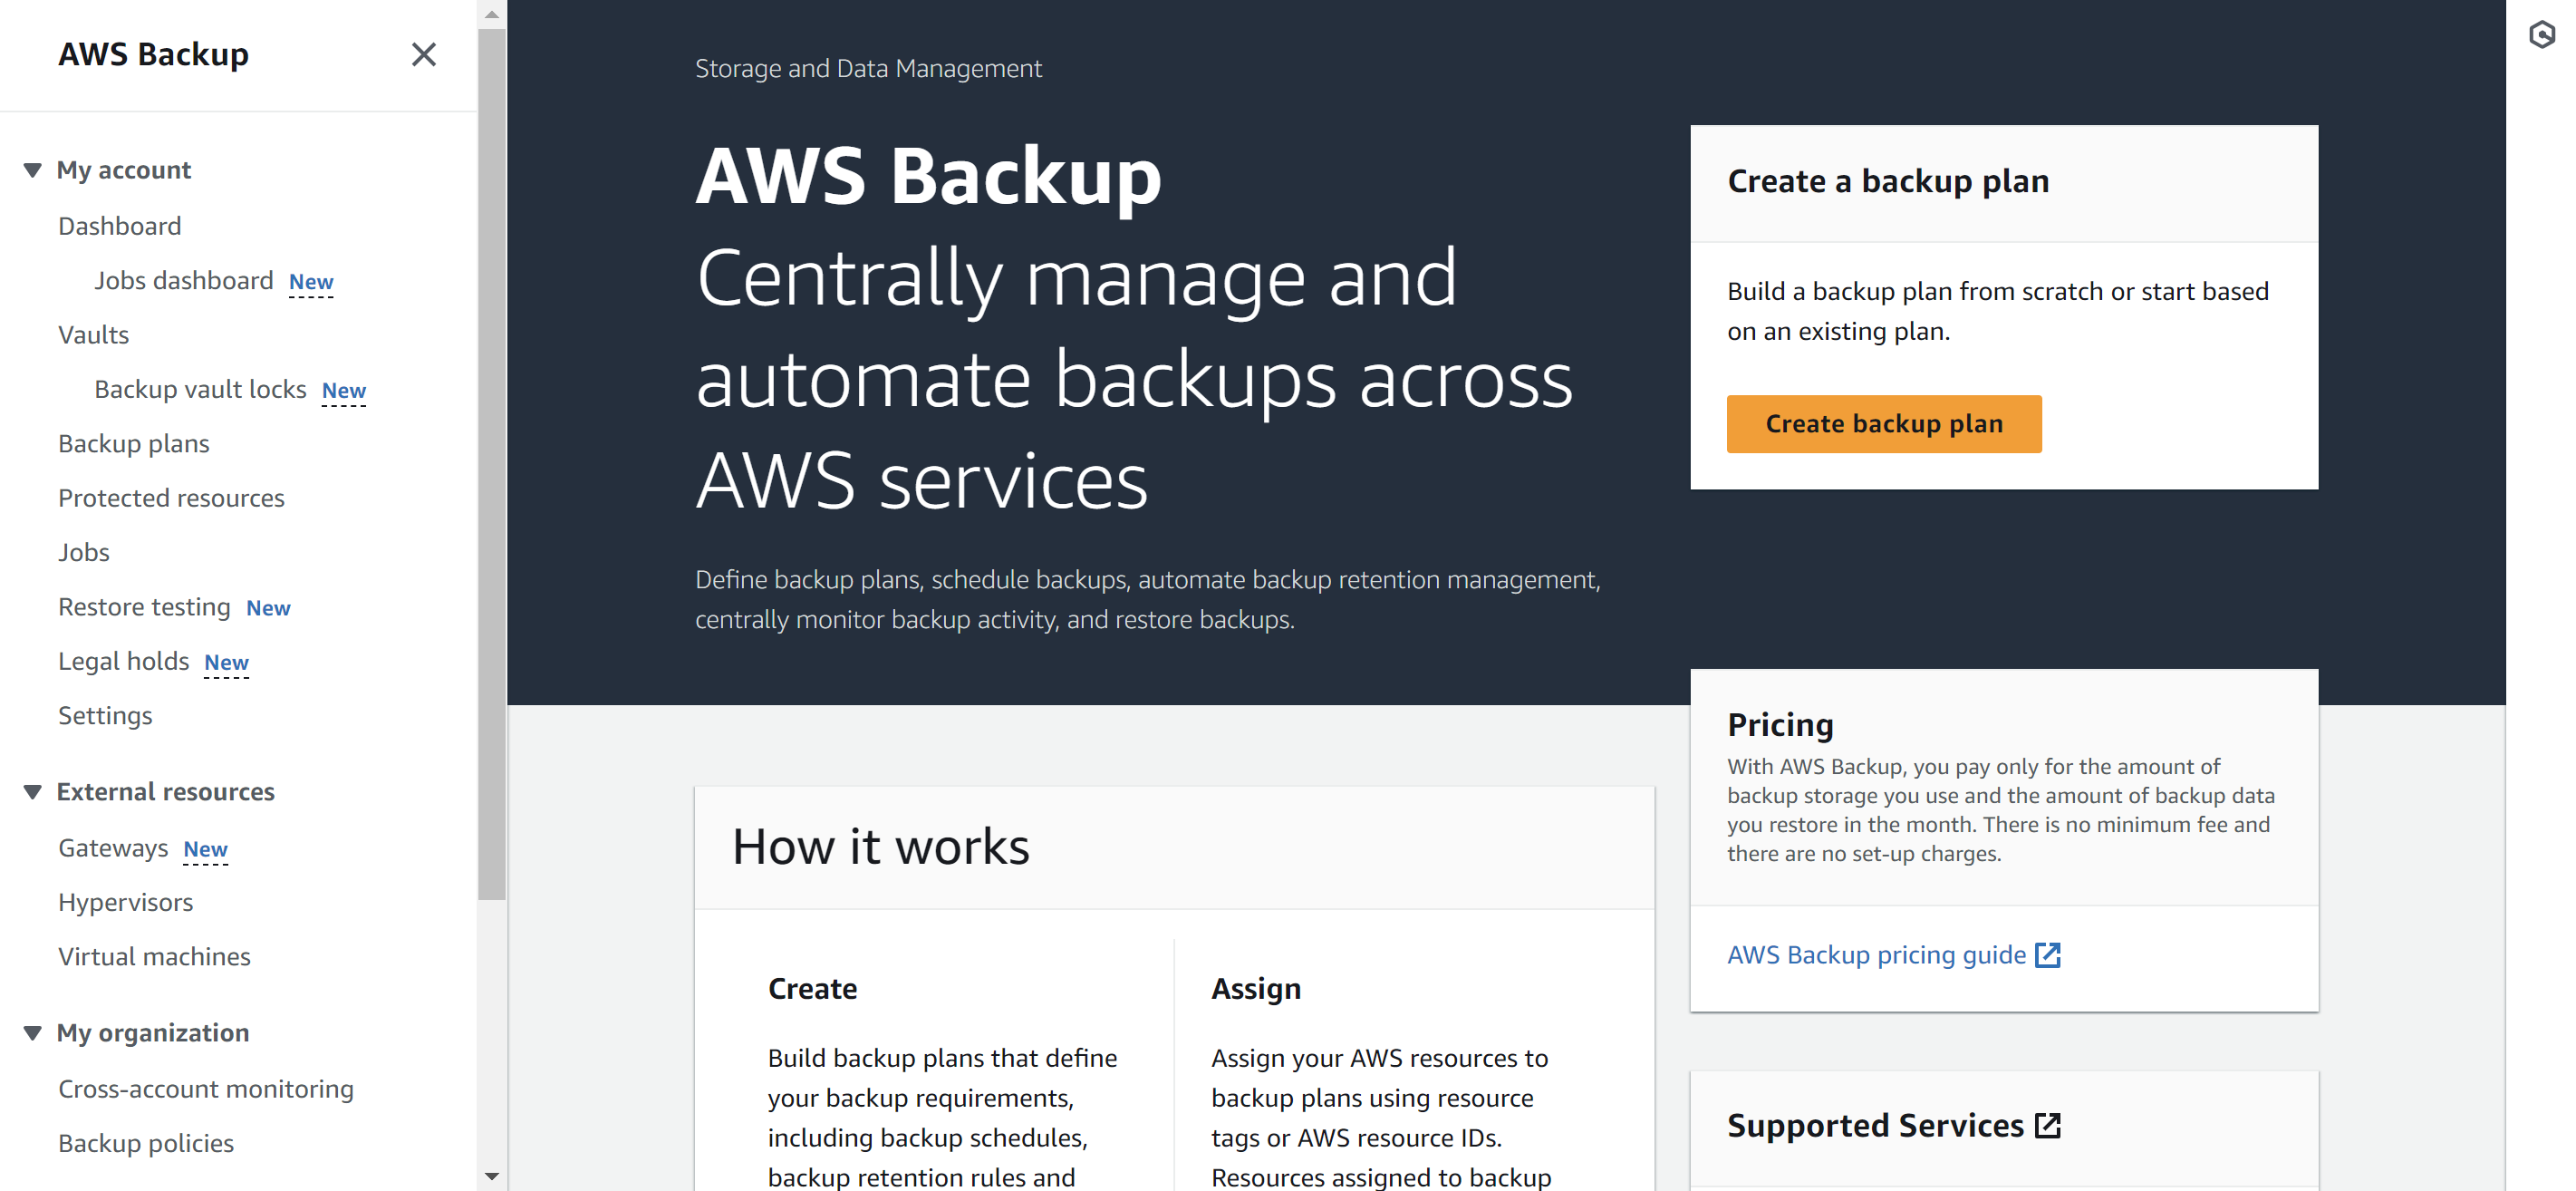 AWS Backup
My account
Dashboard
Jobs dashboard New
Vaults
Backup vault locks New
Backup plans
Protected resources
Jobs
Restore testing New
Legal holds New
Settings
External resources
Gateways New
Hypervisors
Virtual machines
My organization
Cross-account monitoring
Backup policies
Storage and Data Management
AWS Backup
Centrally manage and
automate backups across
AWS services
Define backup plans, schedule backups, automate backup retention management,
centrally monitor backup activity, and restore backups.
Create a backup plan
Build a backup plan from scratch or start based
on an existing plan.
Create backup plan
Pricing
With AWS Backup, you pay only for the amount of
backup storage you use and the amount of backup data
you restore in the month. There is no minimum fee and
there are no set-up charges.
AWS Backup pricing guide
Supported Services
How it works
Create
Build backup plans that define
your backup requirements,
including backup schedules,
backup retention rules and
Assign
Assign your AWS resources to
backup plans using resource
tags or AWS resource IDs.
Resources assigned to backup